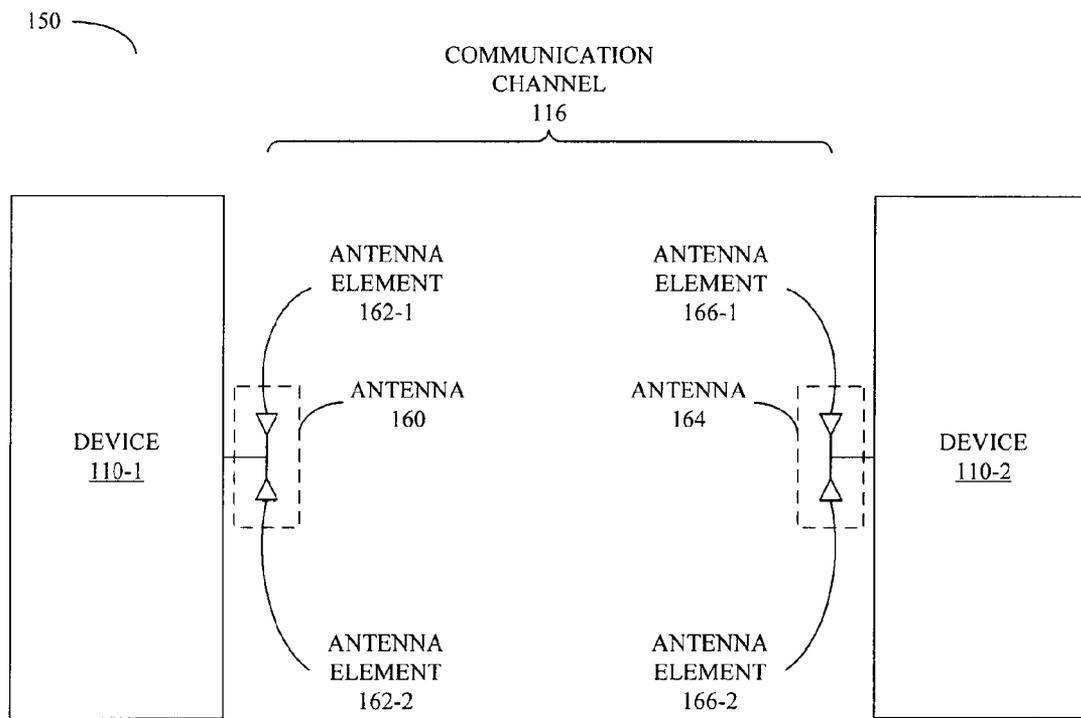 150
COMMUNICATION
CHANNEL
116
ANTENNA
ELEMENT
162-1
ANTENNA
ELEMENT
166-1
ANTENNA
160
ANTENNA
164
DEVICE
110-1
DEVICE
110-2
ANTENNA
ELEMENT
162-2
ANTENNA
ELEMENT
166-2